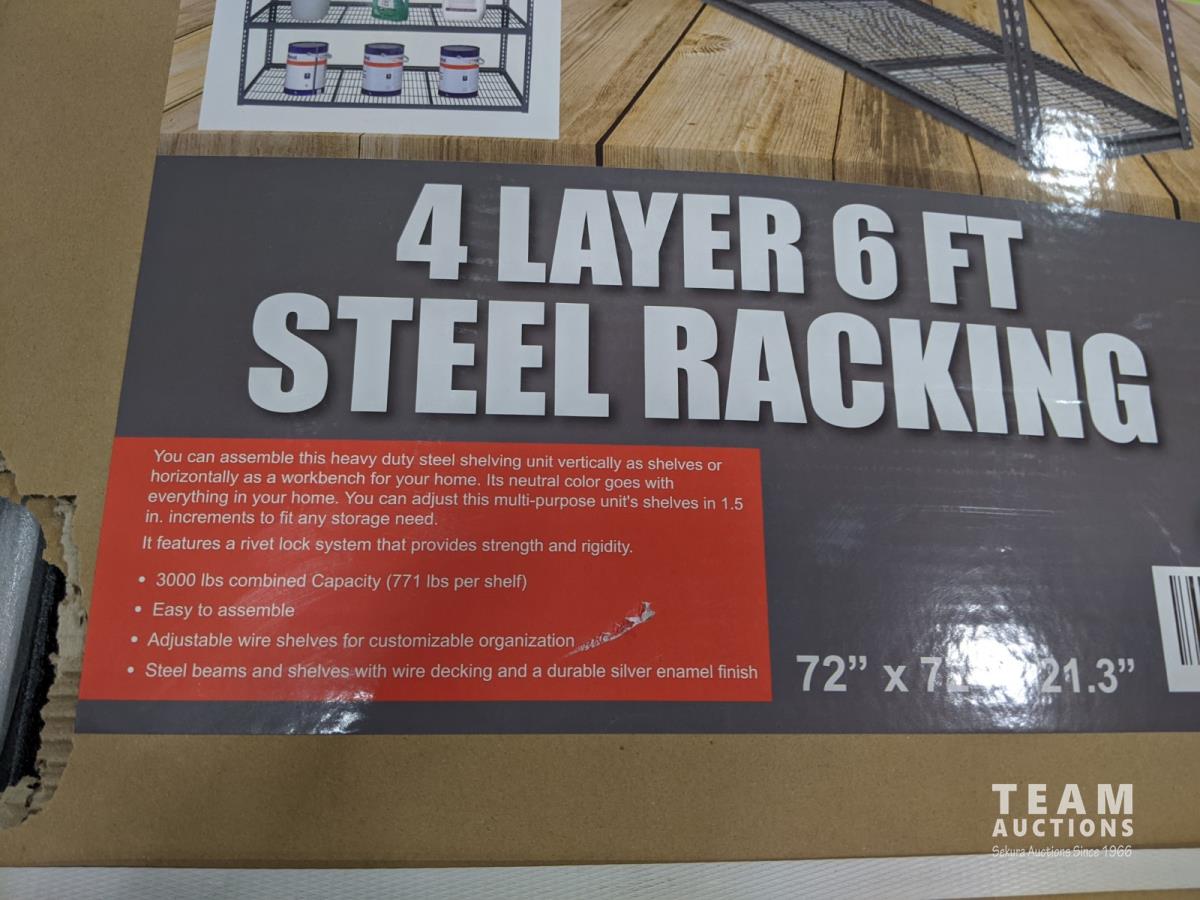 4 LAYER 6 FT
STEEL RACKING
You can assemble this heavy duty steel shelving unit vertically as shelves or
horizontally as a workbench for your home. Its neutral color goes with
everything in your home. You can adjust this multi-purpose unit's shelves in 1.5
in. increments to fit any storage need.
It features a rivet lock system that provides strength and rigidity.
• 3000 lbs combined Capacity (771 lbs per shelf)
• Easy to assemble
• Adjustable wire shelves for customizable organization
• Steel beams and shelves with wire decking and a durable silver enamel finish
72” x 21.3”
TEAM
AUCTIONS
Sekura Auctions Since 1966